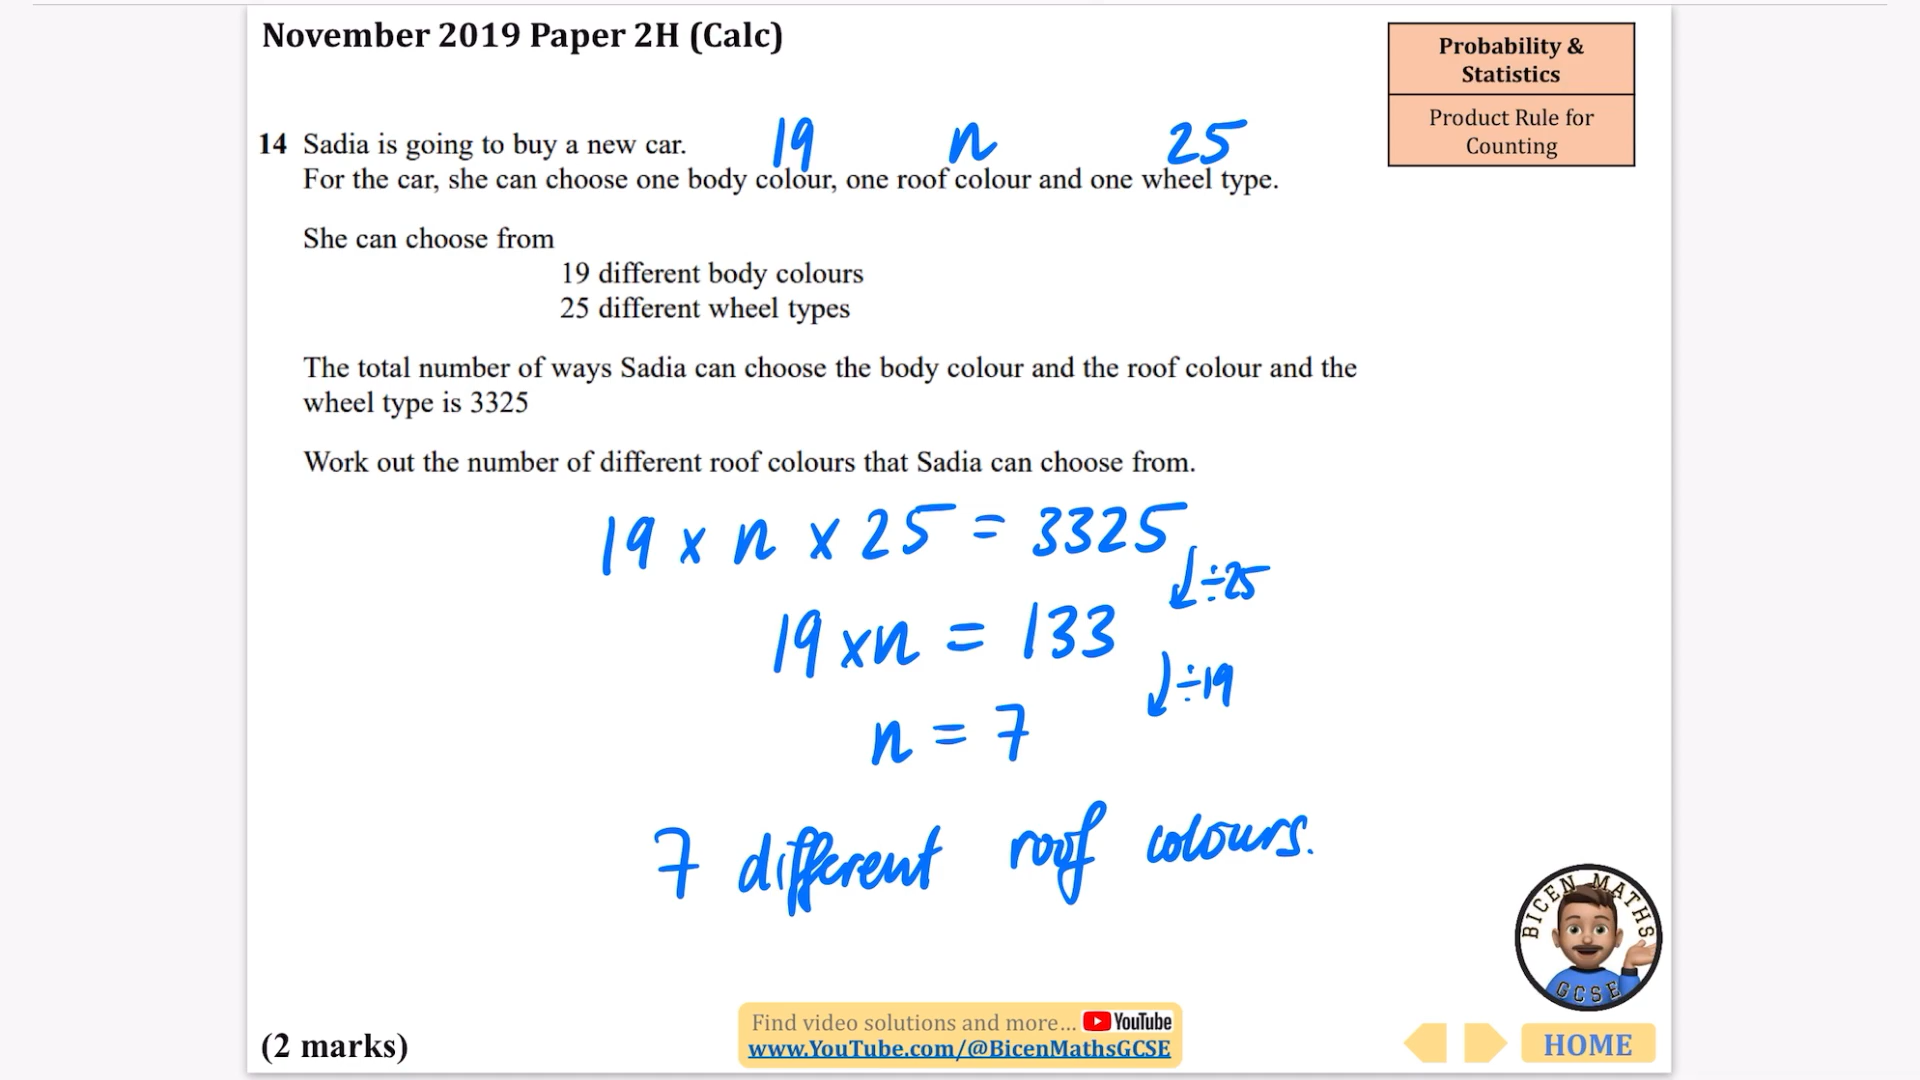 November 2019 Paper 2H (Calc)
Probability &
Statistics
Product Rule for
Counting
19 n 25
14 Sadia is going to buy a new car.
For the car, she can choose one body colour, one roof colour and one wheel type.
She can choose from
19 different body colours
25 different wheel types
The total number of ways Sadia can choose the body colour and the roof colour and the
wheel type is 3325
Work out the number of different roof colours that Sadia can choose from.
19 × n × 25 = 3325
÷25
19 × n = 133
÷19
n = 7
7 different roof colours.
BICEN MATHS
GCSE
(2 marks)
Find video solutions and more... YouTube
www.YouTube.com/@BicenMathsGCSE
HOME